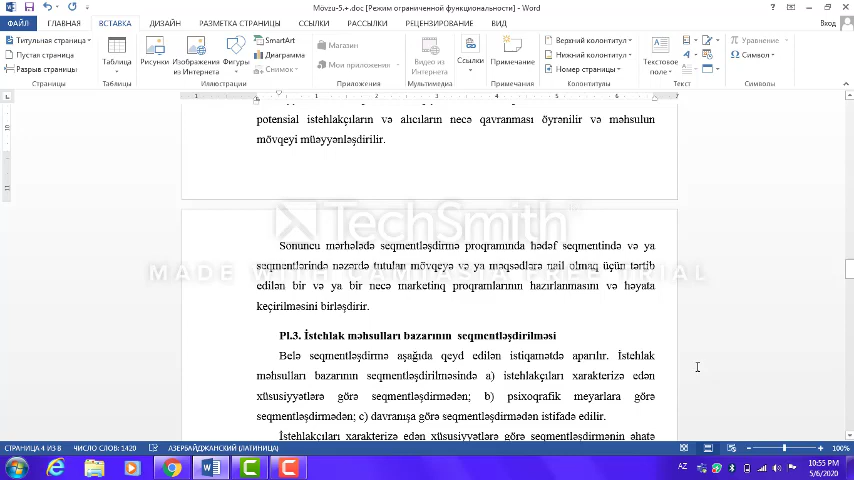 Movzu-5.+.doc [Режим ограниченной функциональности] - Word
ФАЙЛ ГЛАВНАЯ ВСТАВКА ДИЗАЙН РАЗМЕТКА СТРАНИЦЫ ССЫЛКИ РАССЫЛКИ РЕЦЕНЗИРОВАНИЕ ВИД Вход
Титульная страница
Пустая страница
Разрыв страницы
Страницы
Таблица
Таблицы
Рисунки
Изображения из Интернета
Фигуры
SmartArt
Диаграмма
Снимок
Иллюстрации
Магазин
Мои приложения
Приложения
Видео из Интернета
Мультимедиа
Ссылки
Примечание
Примечания
Верхний колонтитул
Нижний колонтитул
Номер страницы
Колонтитулы
Текстовое поле
Текст
Уравнение
Символ
Символы
potensial istehlakçıların və alıcıların necə qavranması öyrənilir və məhsulun
mövqeyi müəyyənləşdirilir.
TechSmith
Sonuncu mərhələdə seqmentləşdirmə proqramında hədəf seqmentində və ya
seqmentlərində nəzərdə tutulan mövqeyə və ya məqsədlərə nail olmaq üçün tərtib
edilən bir və ya bir necə marketinq proqramlarının hazırlanmasını və həyata
keçirilməsini birləşdirir.
Pl.3. İstehlak məhsulları bazarının seqmentləşdirilməsi
Belə seqmentləşdirmə aşağıda qeyd edilən istiqamətdə aparılır. İstehlak
məhsulları bazarının seqmentləşdirilməsində a) istehlakçıları xarakterizə edən
xüsusiyyətlərə görə seqmentləşdirmədən; b) psixoqrafik meyarlara görə
seqmentləşdirmədən; c) davranışa görə seqmentləşdirmədən istifadə edilir.
İstehlakçıları xarakterizə edən xüsusiyyətlərə görə seqmentləşdirmənin əhatə
СТРАНИЦА 4 ИЗ 8 ЧИСЛО СЛОВ: 1420 АЗЕРБАЙДЖАНСКИЙ (ЛАТИНИЦА) 100%
AZ 10:55 PM
5/6/2020